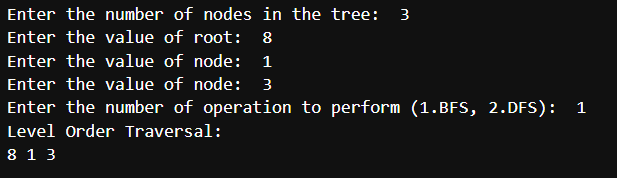 Enter the number of nodes in the tree:  3
Enter the value of root:  8
Enter the value of node:  1
Enter the value of node:  3
Enter the number of operation to perform (1.BFS, 2.DFS):  1
Level Order Traversal:
8 1 3